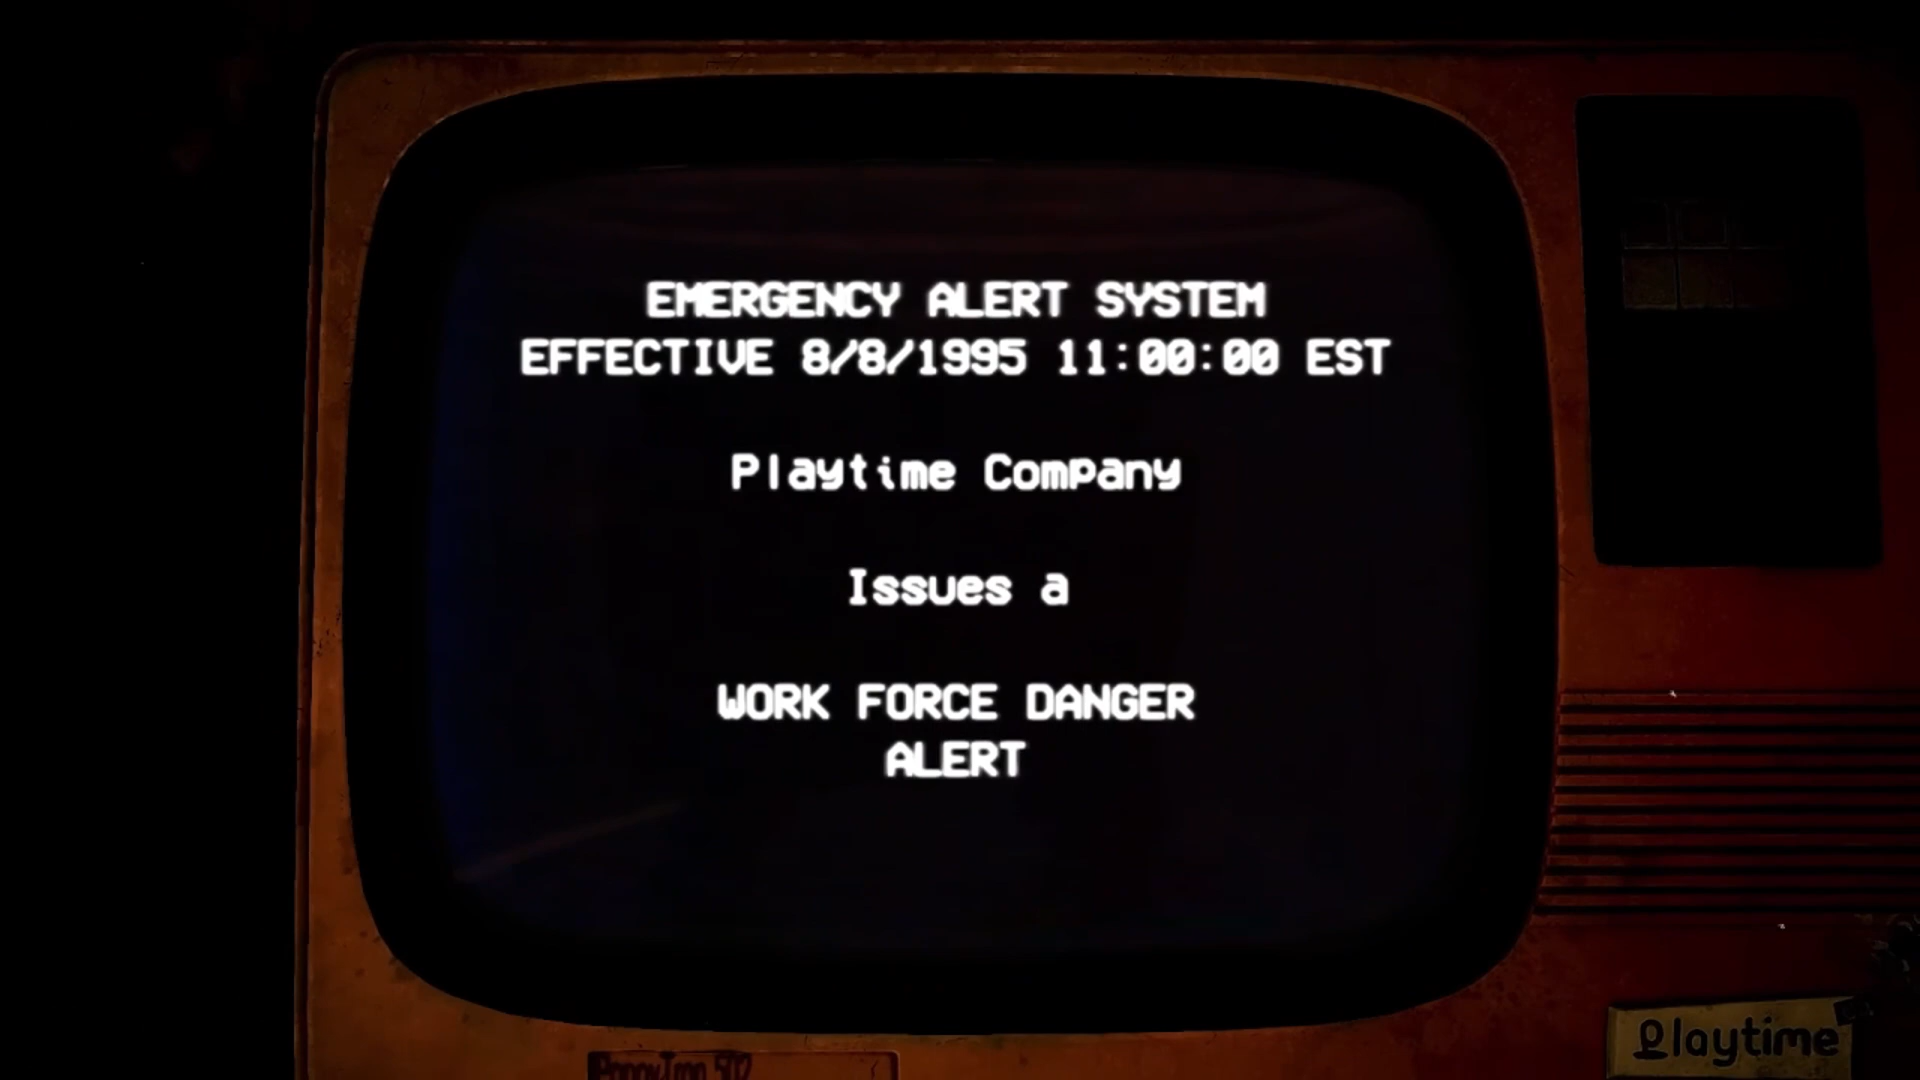 EMERGENCY ALERT SYSTEM
EFFECTIVE 8/8/1995 11:00:00 EST
Playtime Company
Issues a
WORK FORCE DANGER
ALERT
Playtime